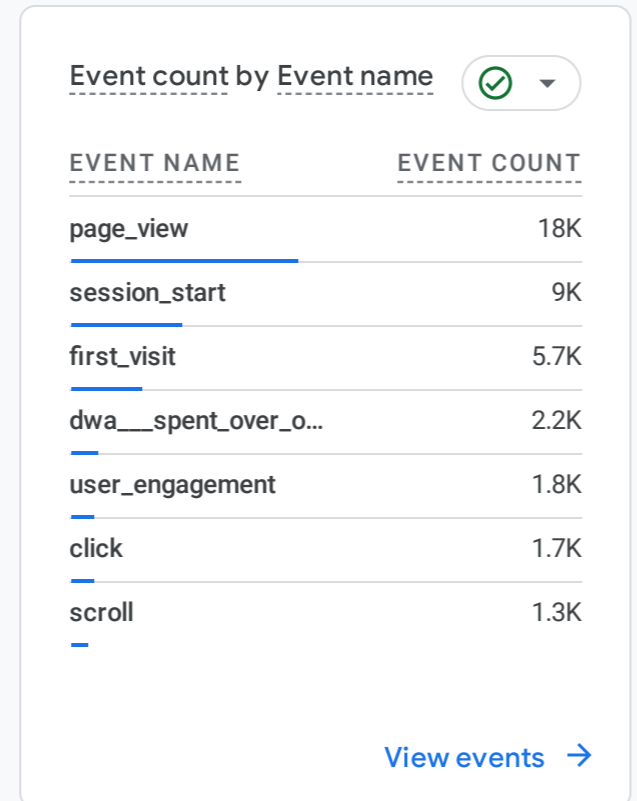 Event count by Event name
EVENT NAME EVENT COUNT
page_view 18K
session_start 9K
first_visit 5.7K
dwa___spent_over_o... 2.2K
user_engagement 1.8K
click 1.7K
scroll 1.3K
View events